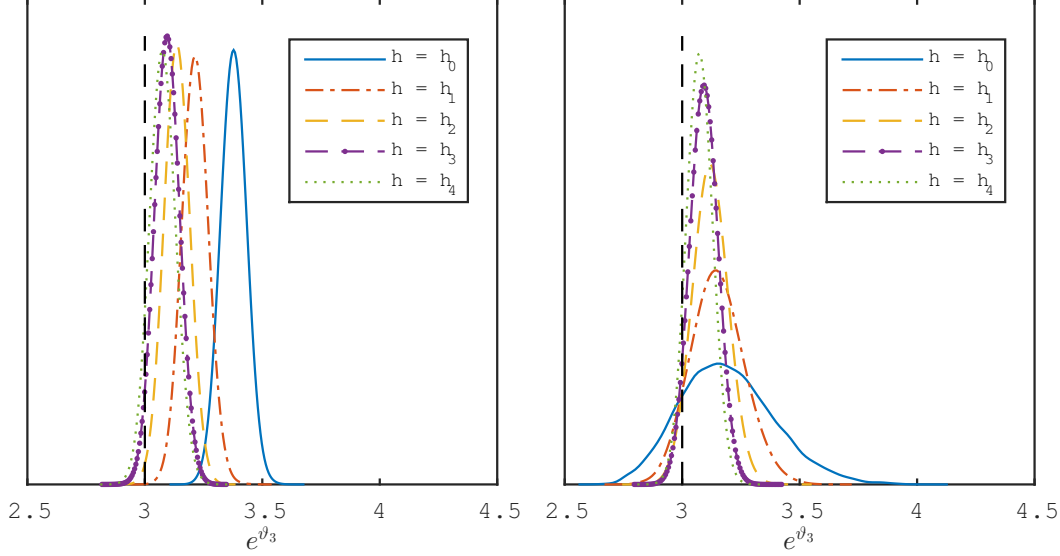 h = h0
h = h1
h = h2
h = h3
h = h4
2.5 3 3.5 4 4.5
e^ϑ3
h = h0
h = h1
h = h2
h = h3
h = h4
2.5 3 3.5 4 4.5
e^ϑ3